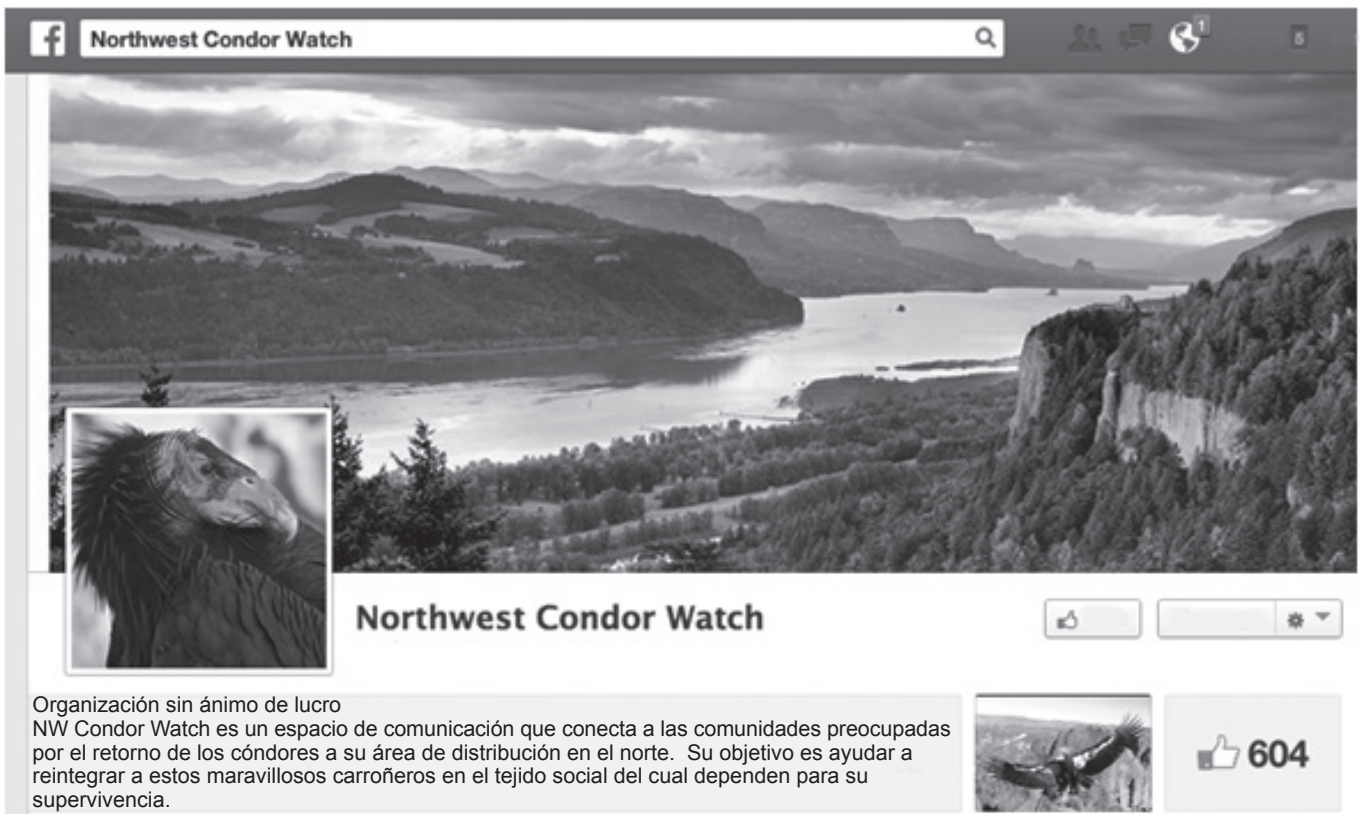 f Northwest Condor Watch 1 5
Northwest Condor Watch
Organización sin ánimo de lucro
NW Condor Watch es un espacio de comunicación que conecta a las comunidades preocupadas
por el retorno de los cóndores a su área de distribución en el norte. Su objetivo es ayudar a
reintegrar a estos maravillosos carroñeros en el tejido social del cual dependen para su
supervivencia.
604